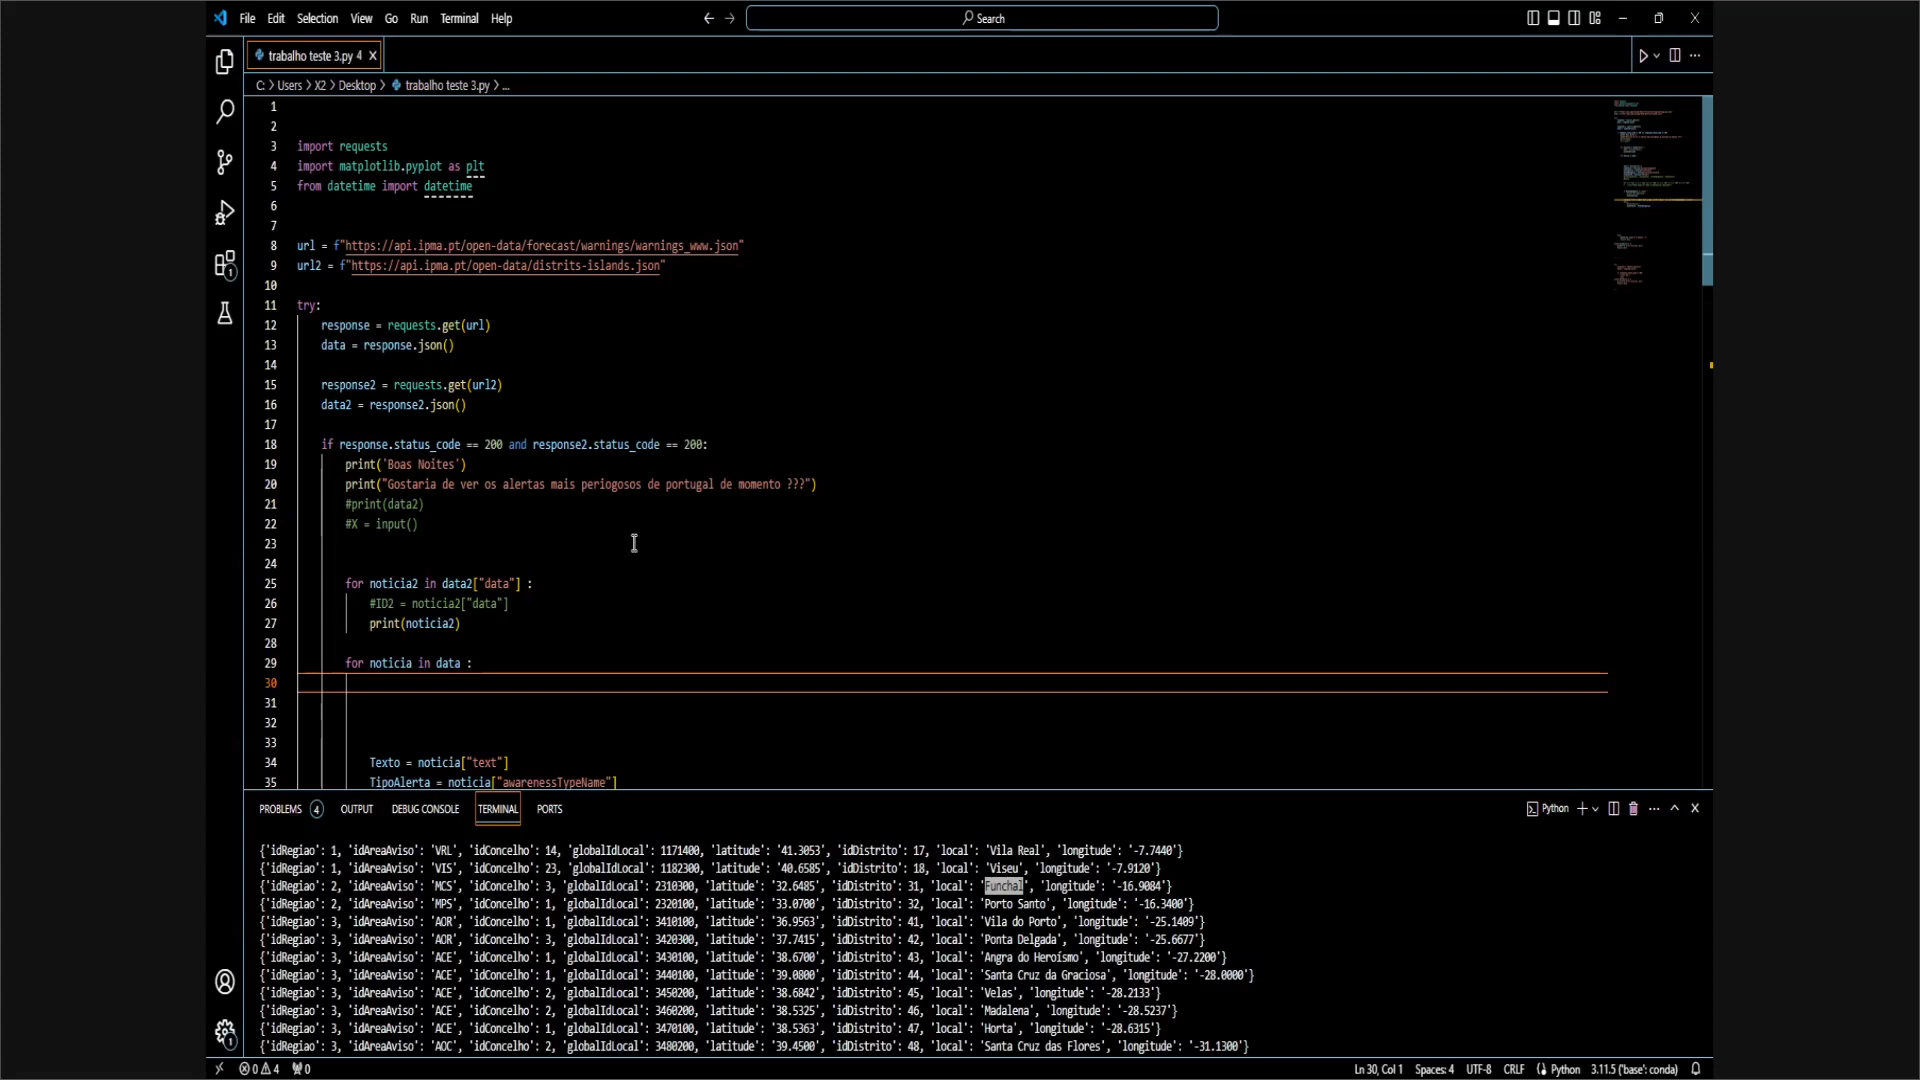 File Edit Selection View Go Run Terminal Help
Search
trabalho teste 3.py 4
C: > Users > X2 > Desktop > trabalho teste 3.py > ...
1
2
3 import requests
4 import matplotlib.pyplot as plt
5 from datetime import datetime
6
7
8 url = f"https://api.ipma.pt/open-data/forecast/warnings/warnings_www.json"
9 url2 = f"https://api.ipma.pt/open-data/distrits-islands.json"
10
11 try:
12 response = requests.get(url)
13 data = response.json()
14
15 response2 = requests.get(url2)
16 data2 = response2.json()
17
18 if response.status_code == 200 and response2.status_code == 200:
19 print('Boas Noites')
20 print("Gostaria de ver os alertas mais periogosos de portugal de momento ???")
21 #print(data2)
22 #X = input()
23
24
25 for noticia2 in data2["data"] :
26 #ID2 = noticia2["data"]
27 print(noticia2)
28
29 for noticia in data :
30
31
32
33
34 Texto = noticia["text"]
35 TipoAlerta = noticia["awarenessTypeName"]
PROBLEMS 4 OUTPUT DEBUG CONSOLE TERMINAL PORTS
Python
{'idRegiao': 1, 'idAreaAviso': 'VRL', 'idConcelho': 14, 'globalIdLocal': 1171400, 'latitude': '41.3053', 'idDistrito': 17, 'local': 'Vila Real', 'longitude': '-7.7440'}
{'idRegiao': 1, 'idAreaAviso': 'VIS', 'idConcelho': 23, 'globalIdLocal': 1182300, 'latitude': '40.6585', 'idDistrito': 18, 'local': 'Viseu', 'longitude': '-7.9120'}
{'idRegiao': 2, 'idAreaAviso': 'MCS', 'idConcelho': 3, 'globalIdLocal': 2310300, 'latitude': '32.6485', 'idDistrito': 31, 'local': 'Funchal', 'longitude': '-16.9084'}
{'idRegiao': 2, 'idAreaAviso': 'MPS', 'idConcelho': 1, 'globalIdLocal': 2320100, 'latitude': '33.0700', 'idDistrito': 32, 'local': 'Porto Santo', 'longitude': '-16.3400'}
{'idRegiao': 3, 'idAreaAviso': 'AOR', 'idConcelho': 1, 'globalIdLocal': 3410100, 'latitude': '36.9563', 'idDistrito': 41, 'local': 'Vila do Porto', 'longitude': '-25.1409'}
{'idRegiao': 3, 'idAreaAviso': 'AOR', 'idConcelho': 3, 'globalIdLocal': 3420300, 'latitude': '37.7415', 'idDistrito': 42, 'local': 'Ponta Delgada', 'longitude': '-25.6677'}
{'idRegiao': 3, 'idAreaAviso': 'ACE', 'idConcelho': 1, 'globalIdLocal': 3430100, 'latitude': '38.6700', 'idDistrito': 43, 'local': 'Angra do Heroísmo', 'longitude': '-27.2200'}
{'idRegiao': 3, 'idAreaAviso': 'ACE', 'idConcelho': 1, 'globalIdLocal': 3440100, 'latitude': '39.0800', 'idDistrito': 44, 'local': 'Santa Cruz da Graciosa', 'longitude': '-28.0000'}
{'idRegiao': 3, 'idAreaAviso': 'ACE', 'idConcelho': 2, 'globalIdLocal': 3450200, 'latitude': '38.6842', 'idDistrito': 45, 'local': 'Velas', 'longitude': '-28.2133'}
{'idRegiao': 3, 'idAreaAviso': 'ACE', 'idConcelho': 2, 'globalIdLocal': 3460200, 'latitude': '38.5325', 'idDistrito': 46, 'local': 'Madalena', 'longitude': '-28.5237'}
{'idRegiao': 3, 'idAreaAviso': 'ACE', 'idConcelho': 1, 'globalIdLocal': 3470100, 'latitude': '38.5363', 'idDistrito': 47, 'local': 'Horta', 'longitude': '-28.6315'}
{'idRegiao': 3, 'idAreaAviso': 'AOC', 'idConcelho': 2, 'globalIdLocal': 3480200, 'latitude': '39.4500', 'idDistrito': 48, 'local': 'Santa Cruz das Flores', 'longitude': '-31.1300'}
0 4 0 Ln 30, Col 1 Spaces: 4 UTF-8 CRLF Python 3.11.5 ('base': conda)